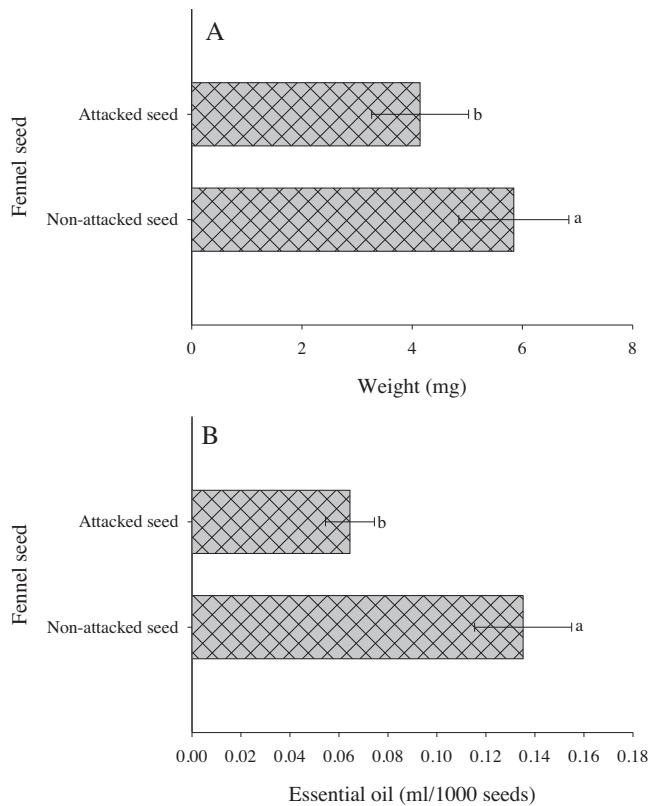 A
Fennel seed
Attacked seed
b
Non-attacked seed
a
0 2 4 6 8
Weight (mg)
B
Fennel seed
Attacked seed
b
Non-attacked seed
a
0.00 0.02 0.04 0.06 0.08 0.10 0.12 0.14 0.16 0.18
Essential oil (ml/1000 seeds)